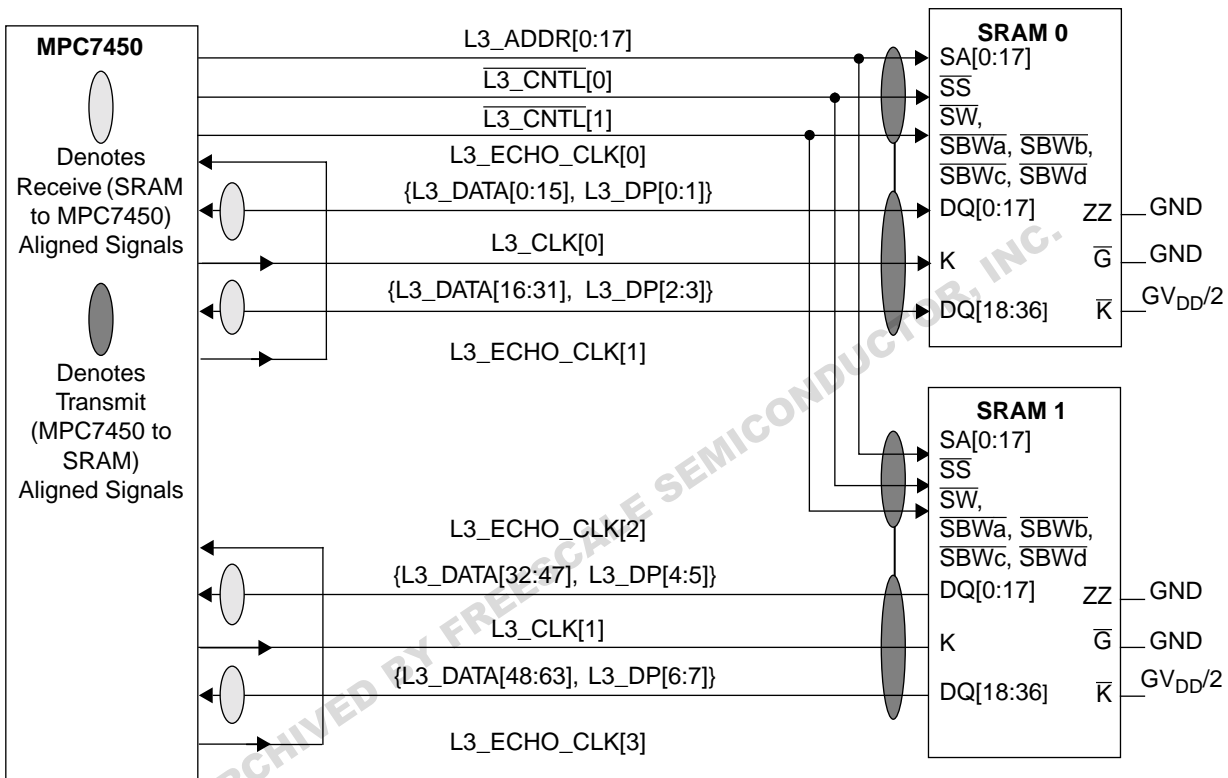 MPC7450
Denotes
Receive (SRAM
to MPC7450)
Aligned Signals
Denotes
Transmit
(MPC7450 to
SRAM)
Aligned Signals
L3_ADDR[0:17]
L3_CNTL[0]
L3_CNTL[1]
L3_ECHO_CLK[0]
{L3_DATA[0:15], L3_DP[0:1]}
L3_CLK[0]
{L3_DATA[16:31], L3_DP[2:3]}
L3_ECHO_CLK[1]
SRAM 0
SA[0:17]
SS
SW,
SBWa, SBWb,
SBWc, SBWd
DQ[0:17] ZZ GND
K G GND
DQ[18:36] K GVDD/2
L3_ECHO_CLK[2]
{L3_DATA[32:47], L3_DP[4:5]}
L3_CLK[1]
{L3_DATA[48:63], L3_DP[6:7]}
L3_ECHO_CLK[3]
SRAM 1
SA[0:17]
SS
SW,
SBWa, SBWb,
SBWc, SBWd
DQ[0:17] ZZ GND
K G GND
DQ[18:36] K GVDD/2
RCHIVED BY FREESCALE SEMICONDUCTOR, INC.